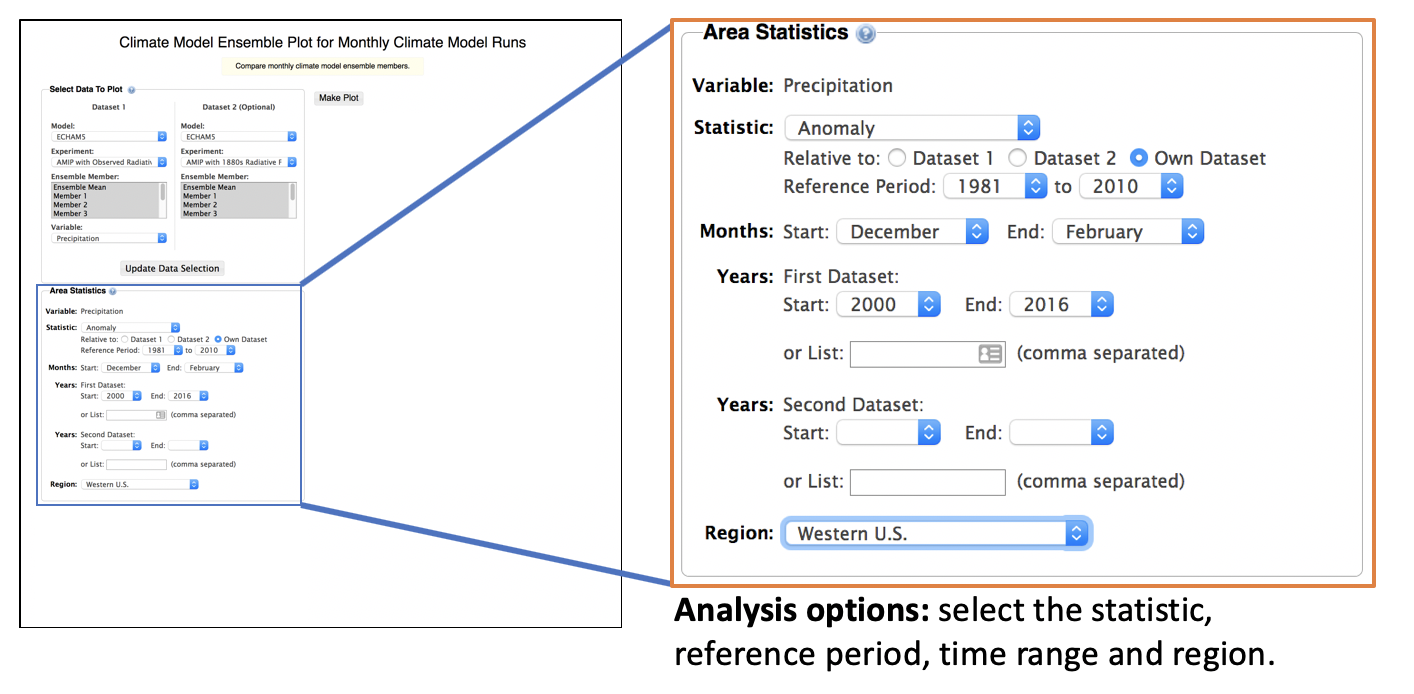 Climate Model Ensemble Plot for Monthly Climate Model Runs
Compare monthly climate model ensemble members.
Select Data To Plot ?
Make Plot
Dataset 1
Dataset 2 (Optional)
Model:
Model:
ECHAM5
ECHAM5
Experiment:
Experiment:
AMIP with Observed Radiativ
AMIP with 1880s Radiative F
Ensemble Member:
Ensemble Member:
Ensemble Mean
Member 1
Member 2
Member 3
Ensemble Mean
Member 1
Member 2
Member 3
Variable:
Precipitation
Update Data Selection
Area Statistics ?
Variable: Precipitation
Statistic: Anomaly
Relative to: Dataset 1 Dataset 2 Own Dataset
Reference Period: 1981 to 2010
Months: Start: December End: February
Years: First Dataset:
Start: 2000 End: 2016
or List: (comma separated)
Years: Second Dataset:
Start: End:
or List: (comma separated)
Region: Western U.S.
Area Statistics ?
Variable: Precipitation
Statistic: Anomaly
Relative to: Dataset 1 Dataset 2 Own Dataset
Reference Period: 1981 to 2010
Months: Start: December End: February
Years: First Dataset:
Start: 2000 End: 2016
or List: (comma separated)
Years: Second Dataset:
Start: End:
or List: (comma separated)
Region: Western U.S.
Analysis options: select the statistic,
reference period, time range and region.